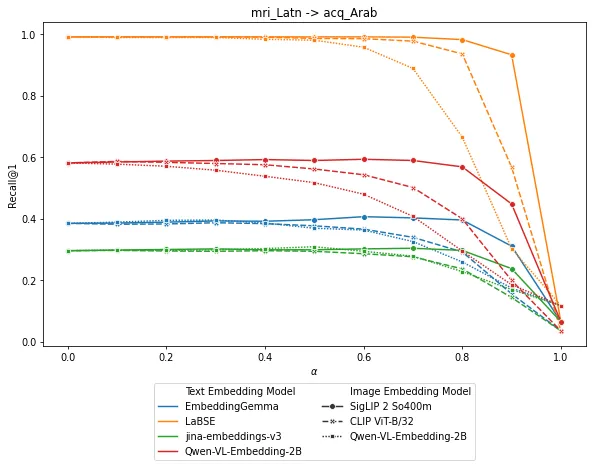 mri_Latn -> acq_Arab
Recall@1
1.0
0.8
0.6
0.4
0.2
0.0
0.0 0.2 0.4 0.6 0.8 1.0
α
Text Embedding Model
EmbeddingGemma
LaBSE
jina-embeddings-v3
Qwen-VL-Embedding-2B
Image Embedding Model
SigLIP 2 So400m
CLIP ViT-B/32
Qwen-VL-Embedding-2B